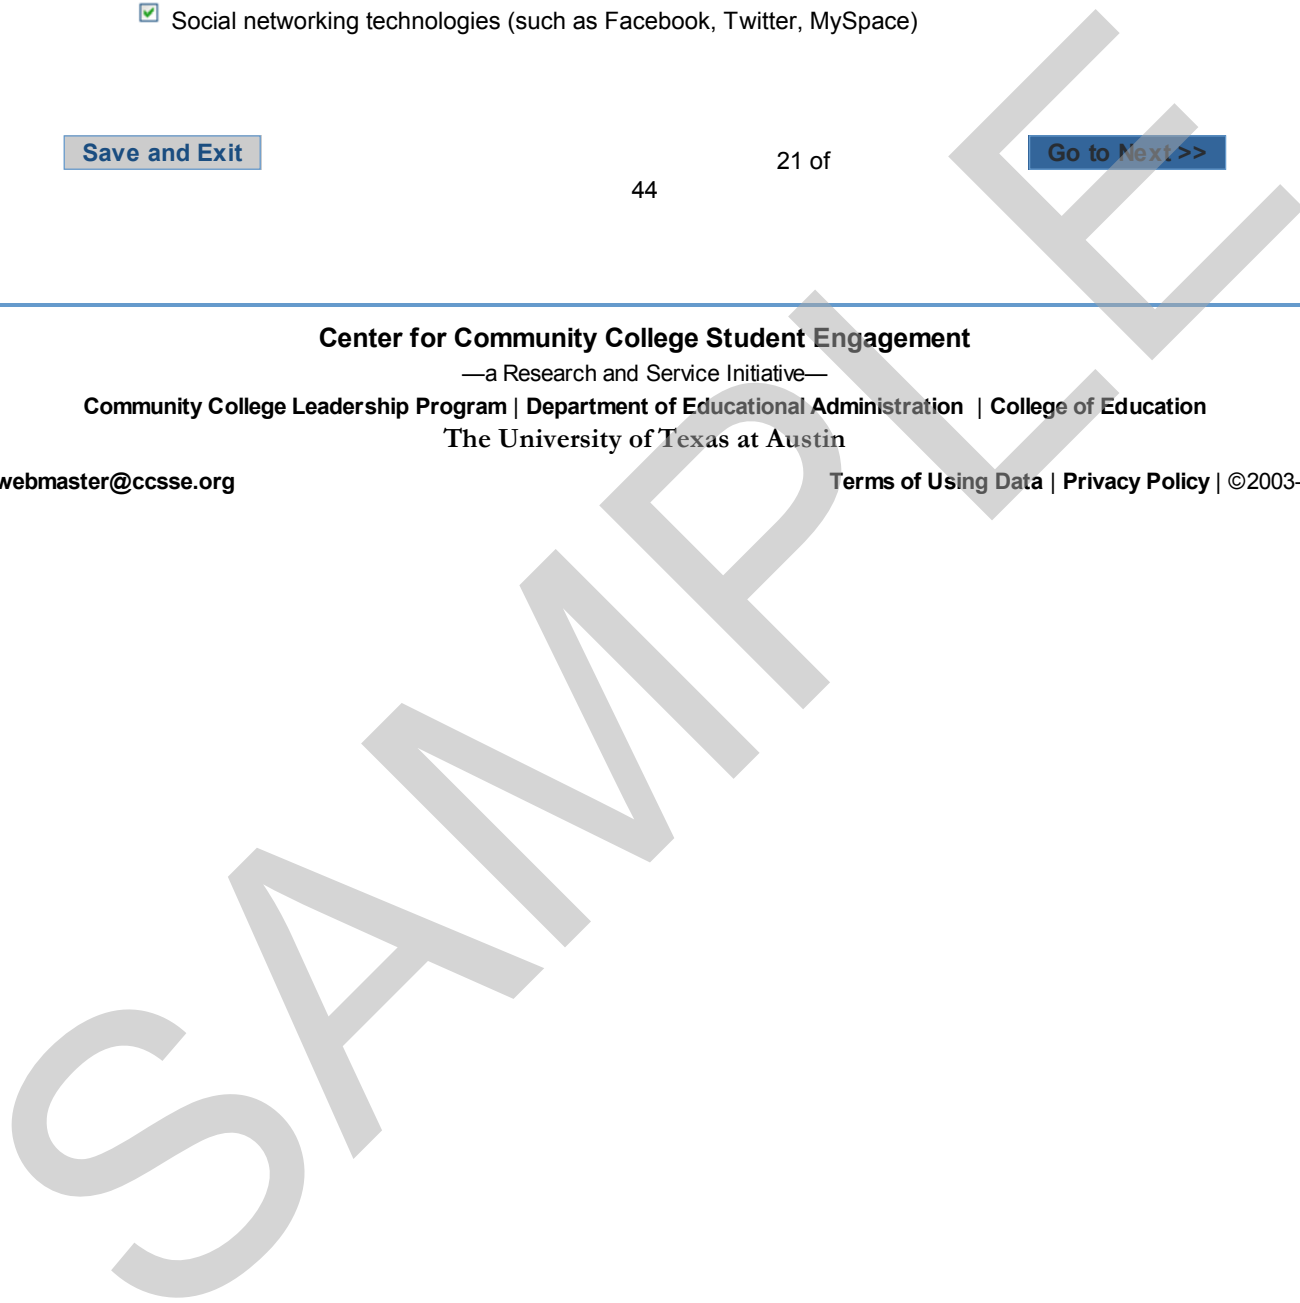 Social networking technologies (such as Facebook, Twitter, MySpace)
Save and Exit
21 of
44
Go to Next >>
Center for Community College Student Engagement
—a Research and Service Initiative—
Community College Leadership Program | Department of Educational Administration | College of Education
The University of Texas at Austin
webmaster@ccsse.org
Terms of Using Data | Privacy Policy | ©2003-
SAMPLE